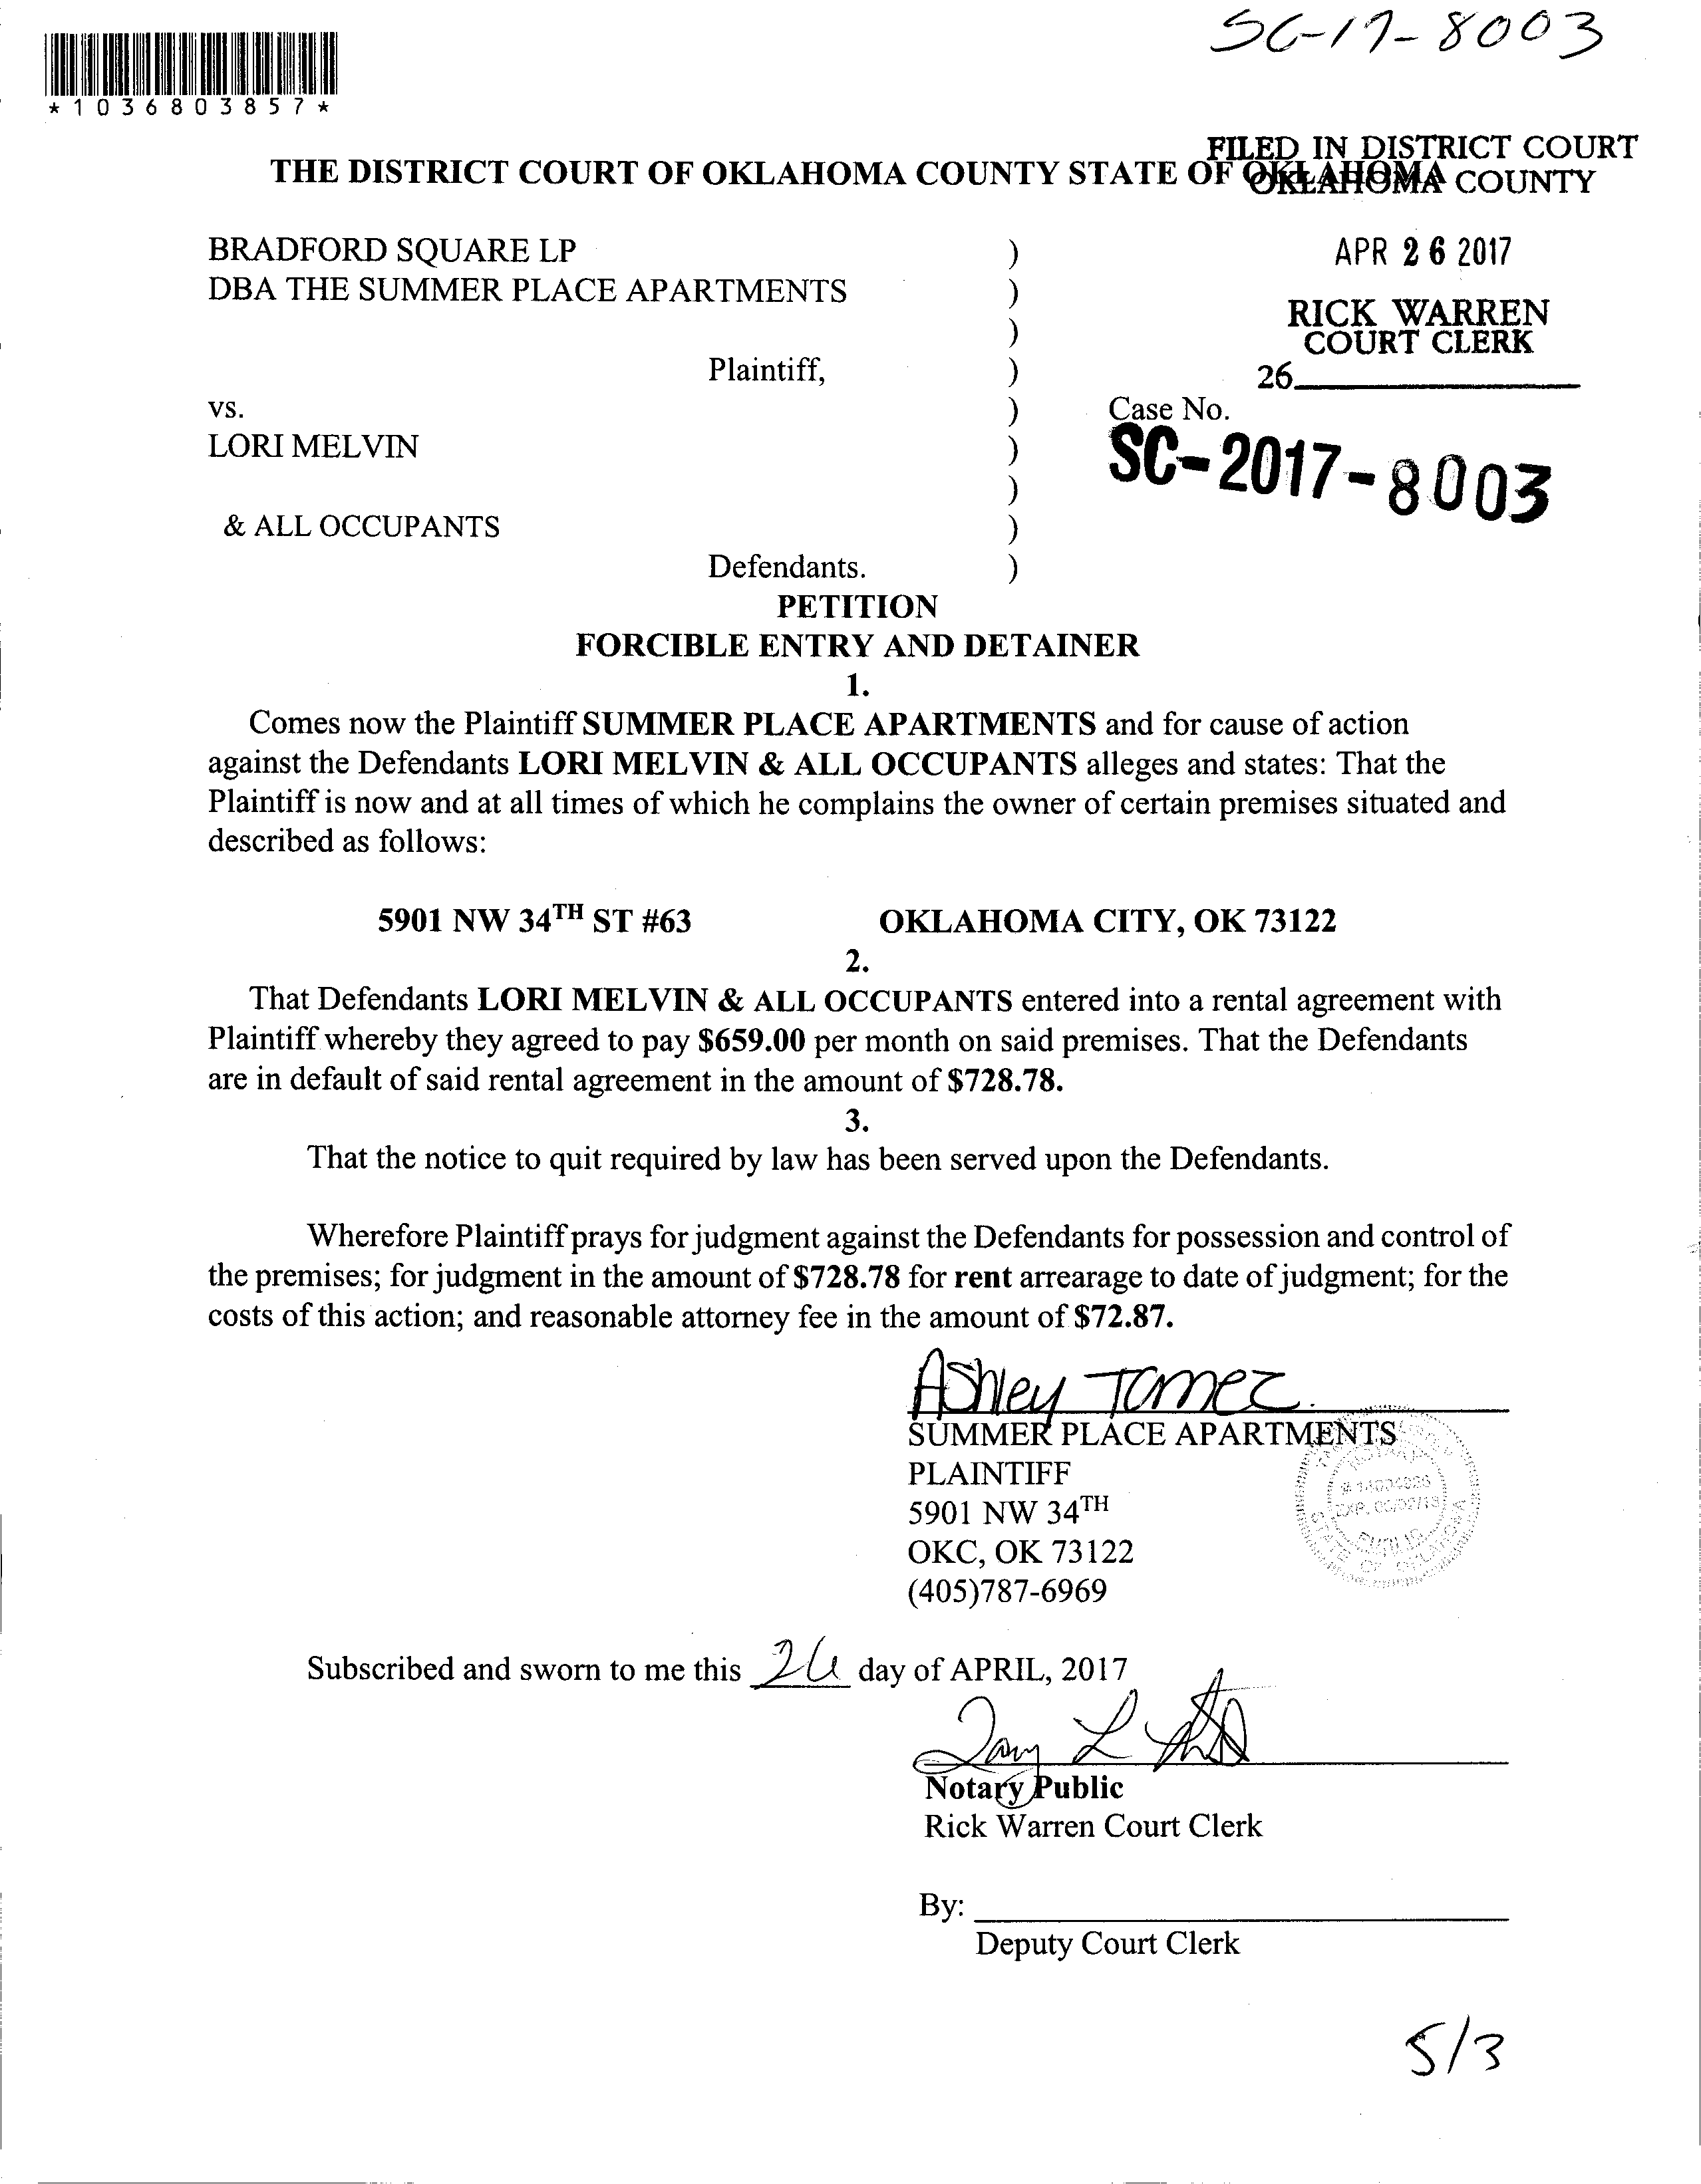 SC-17-8003
*1036803857*
FILED IN DISTRICT COURT
OKLAHOMA COUNTY
THE DISTRICT COURT OF OKLAHOMA COUNTY STATE OF OKLAHOMA
BRADFORD SQUARE LP )
DBA THE SUMMER PLACE APARTMENTS )
)
Plaintiff, )
vs. )
LORI MELVIN )
)
& ALL OCCUPANTS )
Defendants. )
APR 26 2017
RICK WARREN
COURT CLERK
26
Case No.
SC-2017-8003
PETITION
FORCIBLE ENTRY AND DETAINER
1.
Comes now the Plaintiff SUMMER PLACE APARTMENTS and for cause of action
against the Defendants LORI MELVIN & ALL OCCUPANTS alleges and states: That the
Plaintiff is now and at all times of which he complains the owner of certain premises situated and
described as follows:
5901 NW 34TH ST #63 OKLAHOMA CITY, OK 73122
2.
That Defendants LORI MELVIN & ALL OCCUPANTS entered into a rental agreement with
Plaintiff whereby they agreed to pay $659.00 per month on said premises. That the Defendants
are in default of said rental agreement in the amount of $728.78.
3.
That the notice to quit required by law has been served upon the Defendants.
Wherefore Plaintiff prays for judgment against the Defendants for possession and control of
the premises; for judgment in the amount of $728.78 for rent arrearage to date of judgment; for the
costs of this action; and reasonable attorney fee in the amount of $72.87.
Ashley Tamez
SUMMER PLACE APARTMENTS
PLAINTIFF
5901 NW 34TH
OKC, OK 73122
(405)787-6969
STATE OF OKLAHOMA
Subscribed and sworn to me this 26 day of APRIL, 2017
Notary Public
Rick Warren Court Clerk
By:
Deputy Court Clerk
5/3